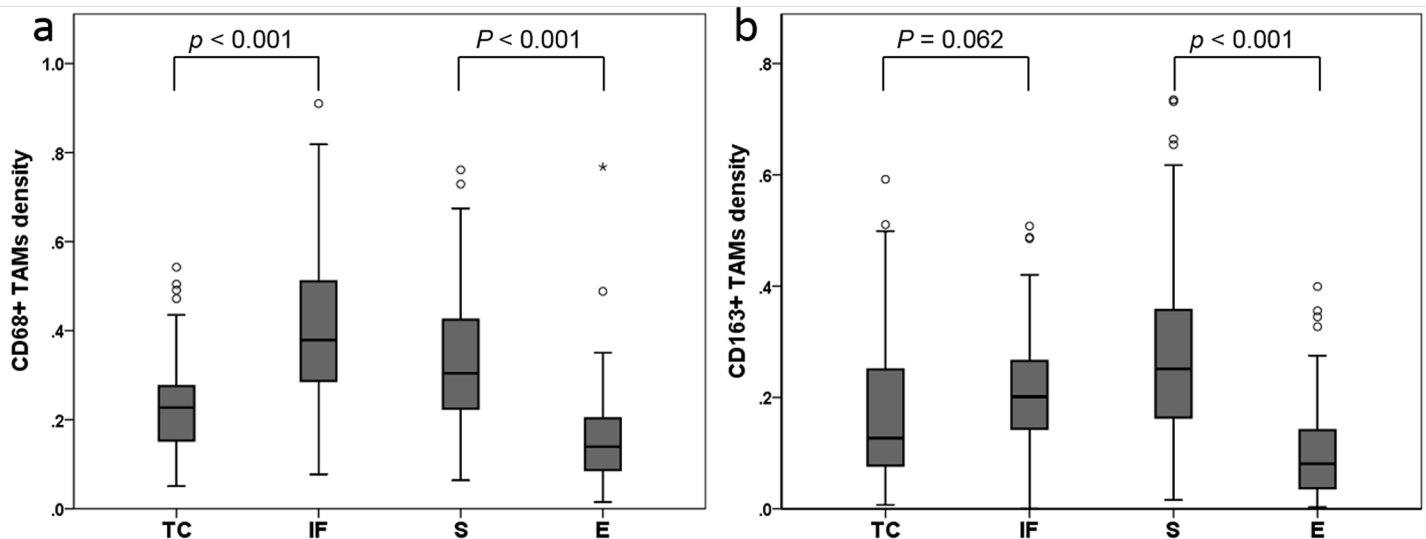 a
p < 0.001
P < 0.001
CD68+ TAMs density
1.0
.8
.6
.4
.2
.0
TC IF S E
b
P = 0.062
p < 0.001
CD163+ TAMs density
.8
.6
.4
.2
.0
TC IF S E